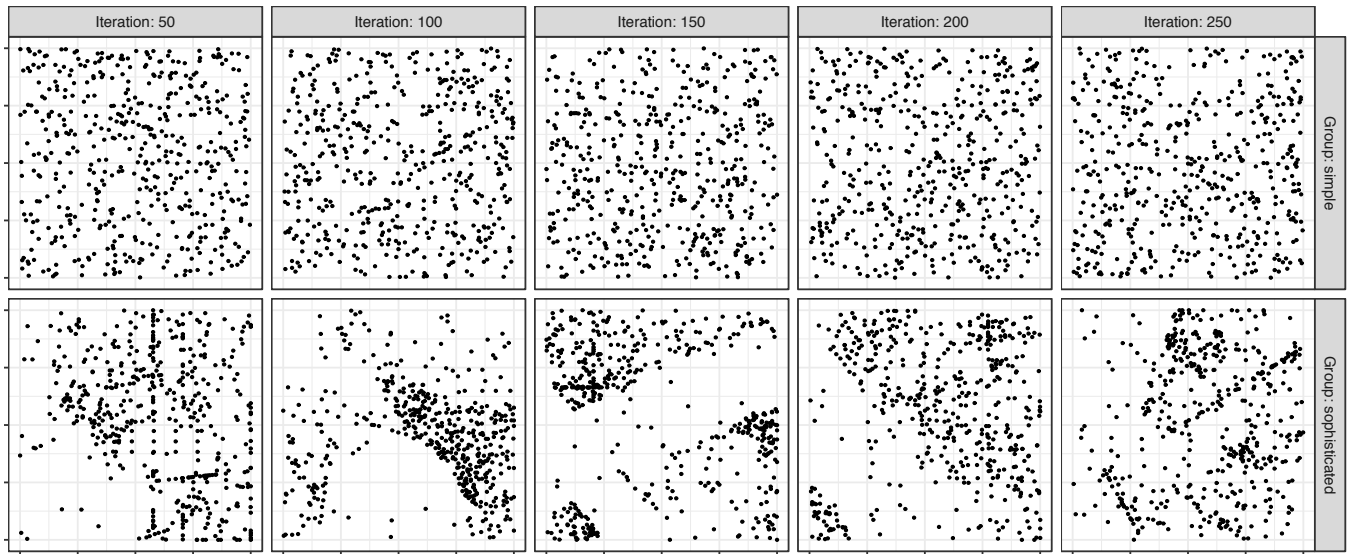 Iteration: 50
Iteration: 100
Iteration: 150
Iteration: 200
Iteration: 250
Group: simple
Group: sophisticated